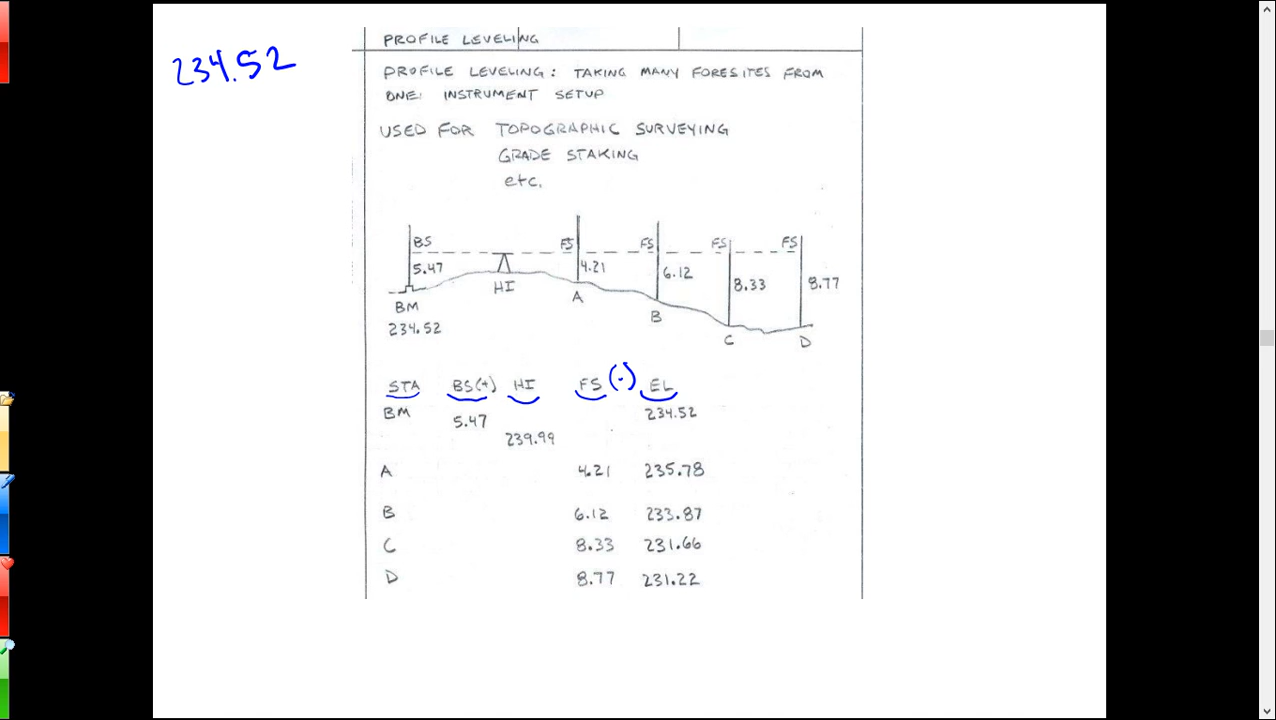 234.52
PROFILE LEVELING
PROFILE LEVELING: TAKING MANY FORESITES FROM
ONE INSTRUMENT SETUP
USED FOR TOPOGRAPHIC SURVEYING
GRADE STAKING
etc.
BS FS FS FS FS
5.47 4.21 6.12 8.33 8.77
HI A B C D
BM
234.52
STA BS(+) HI FS (-) EL
BM 5.47 234.52
239.99
A 4.21 235.78
B 6.12 233.87
C 8.33 231.66
D 8.77 231.22